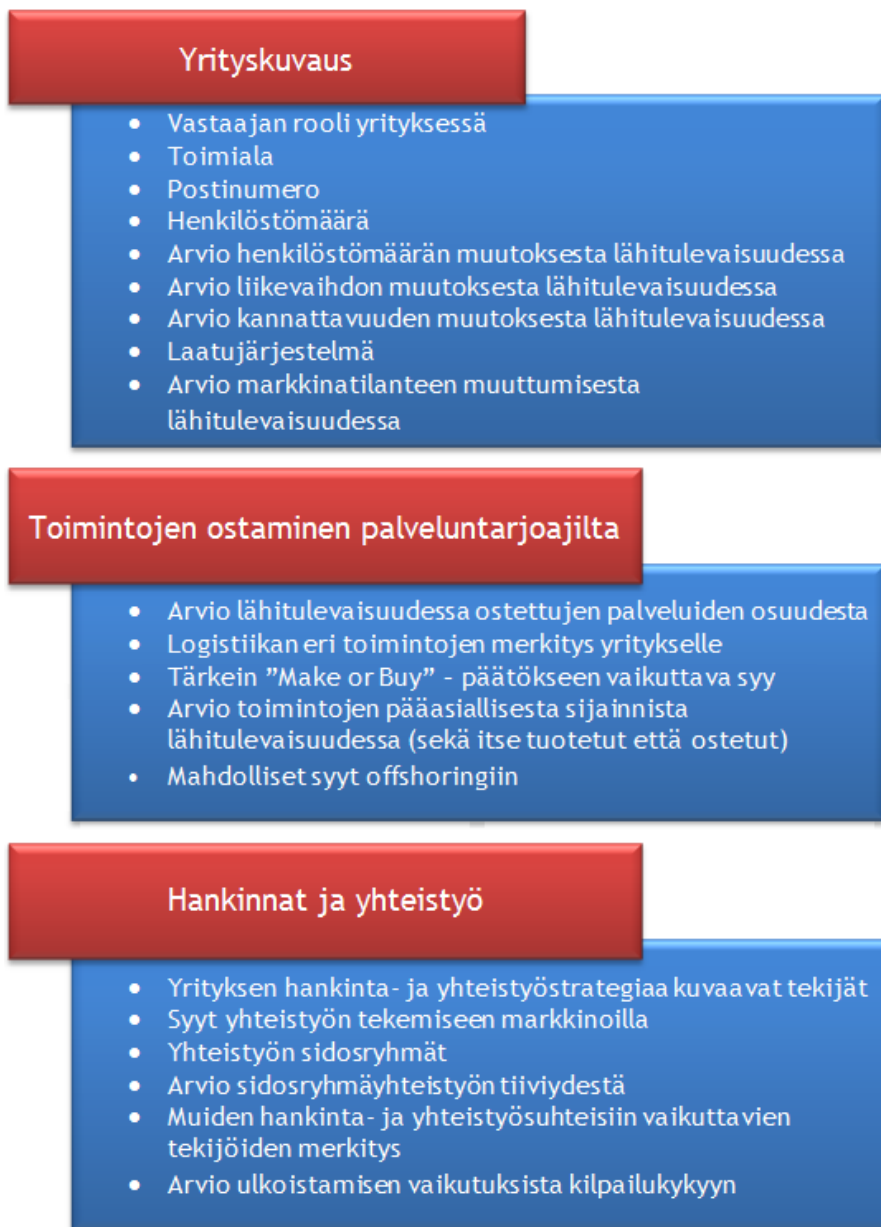 Yrityskuvaus
• Vastaajan rooli yrityksessä
• Toimiala
• Postinumero
• Henkilöstömäärä
• Arvio henkilöstömäärän muutoksesta lähitulevaisuudessa
• Arvio liikevaihdon muutoksesta lähitulevaisuudessa
• Arvio kannattavuuden muutoksesta lähitulevaisuudessa
• Laatujärjestelmä
• Arvio markkinatilanteen muuttumisesta
lähitulevaisuudessa
Toimintojen ostaminen palveluntarjoajilta
• Arvio lähitulevaisuudessa ostettujen palveluiden osuudesta
• Logistiikan eri toimintojen merkitys yritykselle
• Tärkein ”Make or Buy” – päätökseen vaikuttava syy
• Arvio toimintojen pääasiallisesta sijainnista
lähitulevaisuudessa (sekä itse tuotetut että ostetut)
• Mahdolliset syyt offshoringiin
Hankinnat ja yhteistyö
• Yrityksen hankinta- ja yhteistyöstrategiaa kuvaavat tekijät
• Syyt yhteistyön tekemiseen markkinoilla
• Yhteistyön sidosryhmät
• Arvio sidosryhmäyhteistyön tiiviydestä
• Muiden hankinta- ja yhteistyösuhteisiin vaikuttavien
tekijöiden merkitys
• Arvio ulkoistamisen vaikutuksista kilpailukykyyn